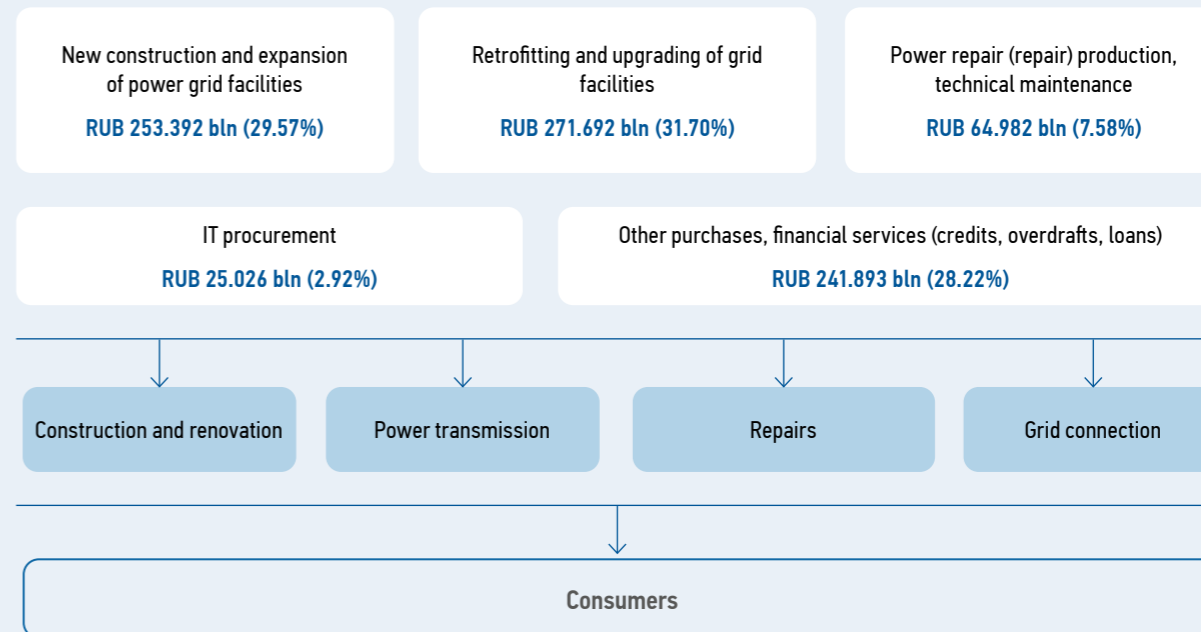 New construction and expansion
of power grid facilities
RUB 253.392 bln (29.57%)
Retrofitting and upgrading of grid
facilities
RUB 271.692 bln (31.70%)
Power repair (repair) production,
technical maintenance
RUB 64.982 bln (7.58%)
IT procurement
RUB 25.026 bln (2.92%)
Other purchases, financial services (credits, overdrafts, loans)
RUB 241.893 bln (28.22%)
Construction and renovation
Power transmission
Repairs
Grid connection
Consumers